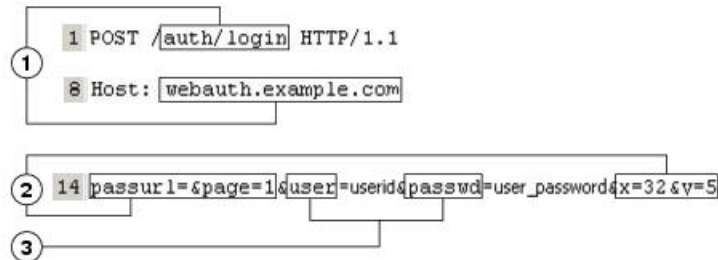 1 POST /auth/login HTTP/1.1
1
8 Host: webauth.example.com
2 14 passurl=&page=1&user=userid&passwd=user_password&x=32&y=5
3